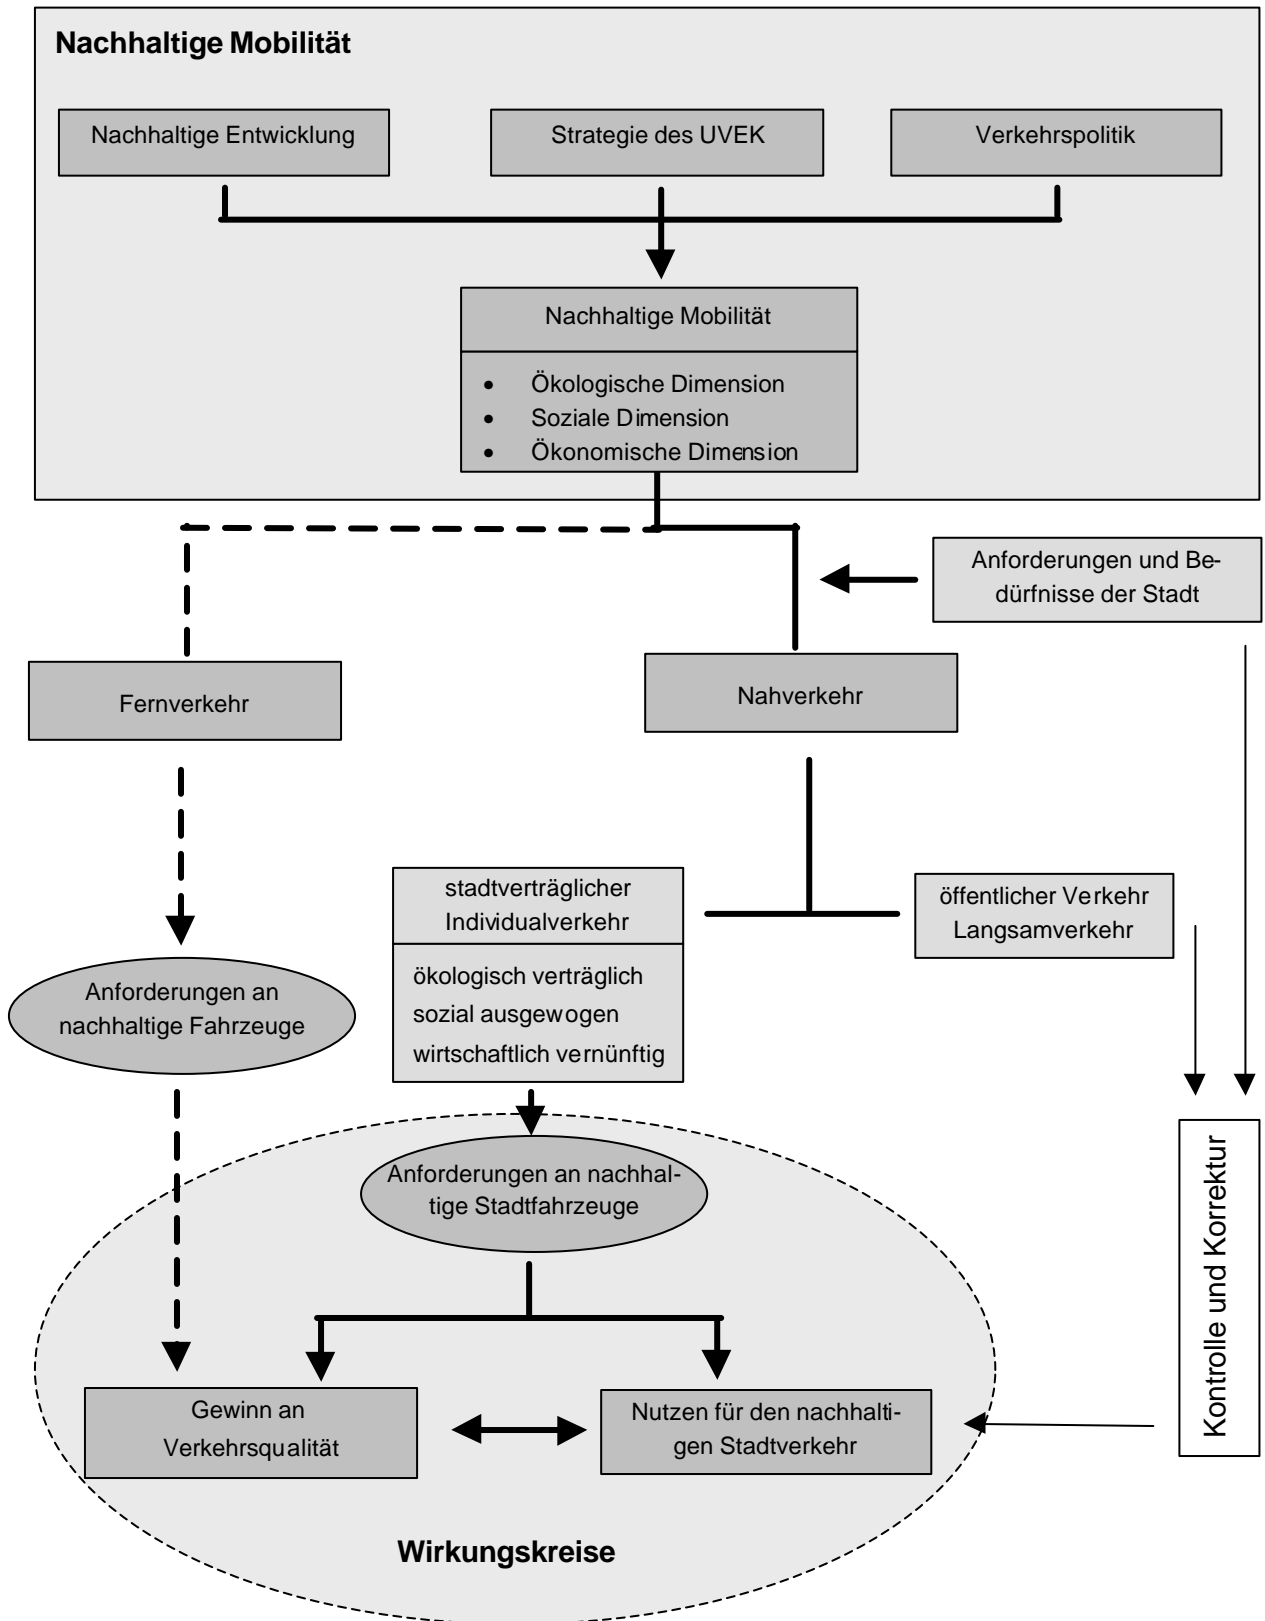 Nachhaltige Mobilität
Nachhaltige Entwicklung
Strategie des UVEK
Verkehrspolitik
Nachhaltige Mobilität
• Ökologische Dimension
• Soziale Dimension
• Ökonomische Dimension
Anforderungen und Be-
dürfnisse der Stadt
Fernverkehr
Nahverkehr
stadtverträglicher
Individualverkehr
ökologisch verträglich
sozial ausgewogen
wirtschaftlich vernünftig
öffentlicher Verkehr
Langsamverkehr
Anforderungen an
nachhaltige Fahrzeuge
Anforderungen an nachhal-
tige Stadtfahrzeuge
Kontrolle und Korrektur
Gewinn an
Verkehrsqualität
Nutzen für den nachhalti-
gen Stadtverkehr
Wirkungskreise